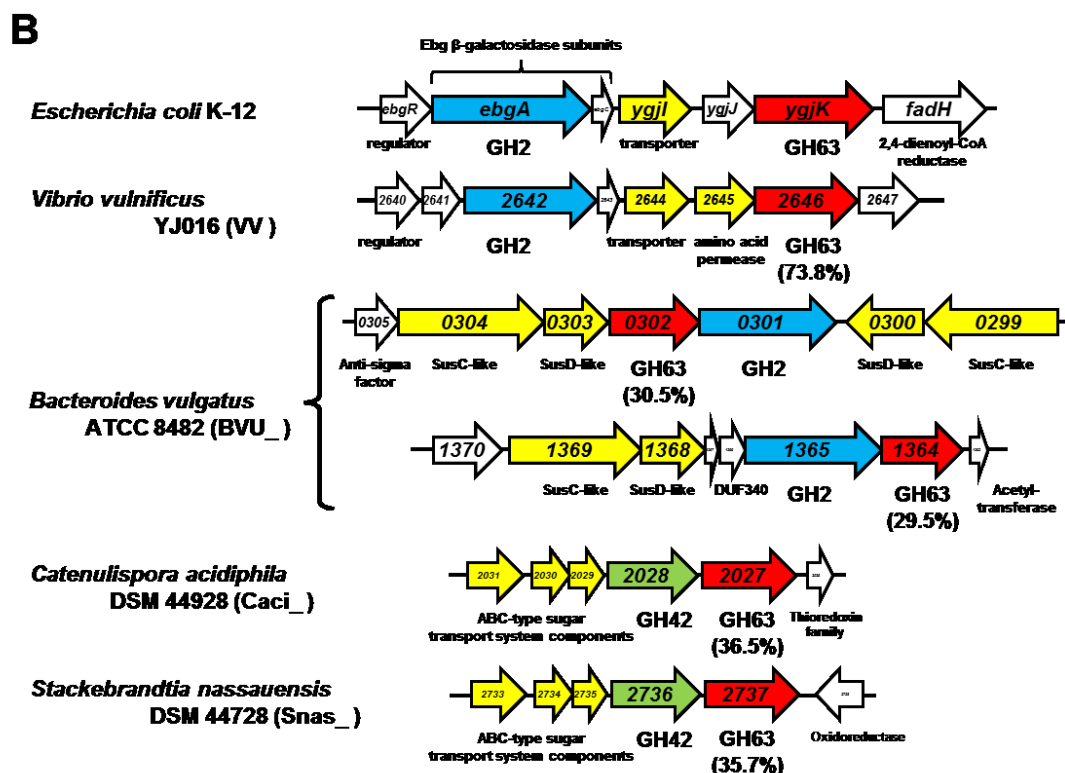 B
Ebg β-galactosidase subunits
Escherichia coli K-12
ebgR ebgA ebgC ygjI ygjJ ygjK fadH
regulator GH2 transporter GH63 2,4-dienoyl-CoA
reductase
Vibrio vulnificus
YJ016 (VV )
2640 2641 2642 2643 2644 2645 2646 2647
regulator GH2 transporter amino acid
permease GH63
(73.8%)
0305 0304 0303 0302 0301 0300 0299
Anti-sigma
factor SusC-like SusD-like GH63
(30.5%) GH2 SusD-like SusC-like
Bacteroides vulgatus
ATCC 8482 (BVU_ )
1370 1369 1368 1365 1364
SusC-like SusD-like DUF340 GH2 GH63
(29.5%) Acetyl-
transferase
Catenulispora acidiphila
DSM 44928 (Caci_ )
2031 2030 2029 2028 2027
ABC-type sugar
transport system components GH42 GH63
(36.5%) Thioredoxin
family
Stackebrandtia nassauensis
DSM 44728 (Snas_ )
2733 2734 2735 2736 2737
ABC-type sugar
transport system components GH42 GH63
(35.7%) Oxidoreductase